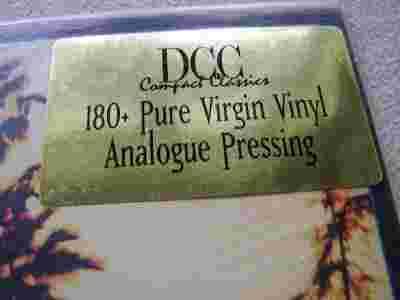 DCC
Compact Classics
180+ Pure Virgin Vinyl
Analogue Pressing